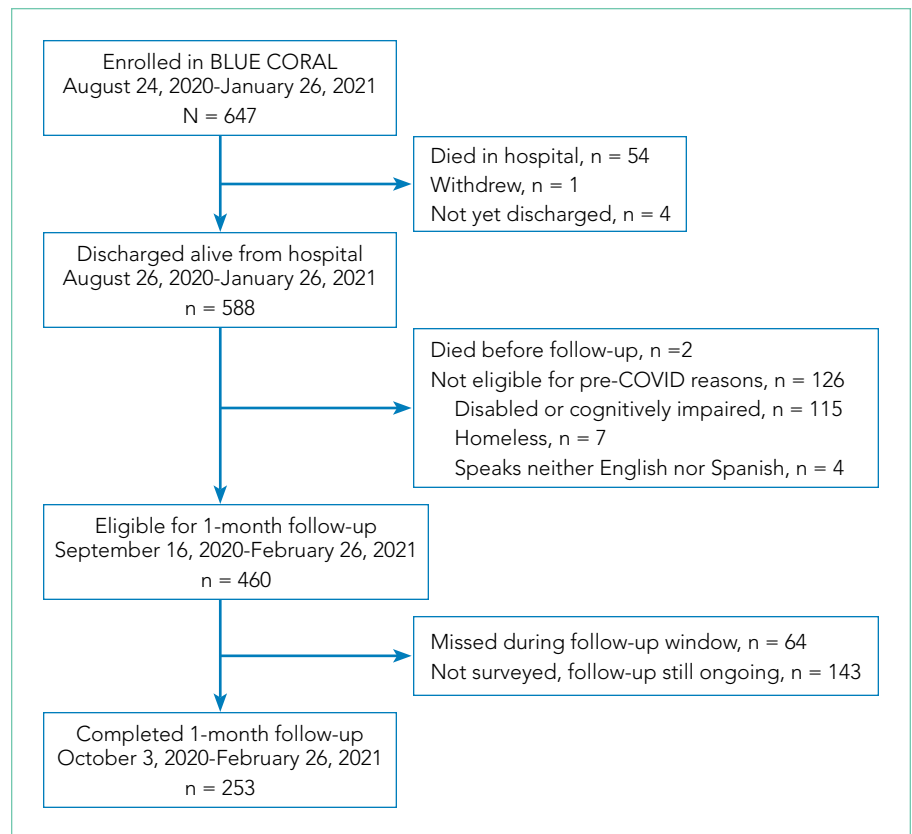 Enrolled in BLUE CORAL
August 24, 2020-January 26, 2021
N = 647
Died in hospital, n = 54
Withdrew, n = 1
Not yet discharged, n = 4
Discharged alive from hospital
August 26, 2020-January 26, 2021
n = 588
Died before follow-up, n =2
Not eligible for pre-COVID reasons, n = 126
Disabled or cognitively impaired, n = 115
Homeless, n = 7
Speaks neither English nor Spanish, n = 4
Eligible for 1-month follow-up
September 16, 2020-February 26, 2021
n = 460
Missed during follow-up window, n = 64
Not surveyed, follow-up still ongoing, n = 143
Completed 1-month follow-up
October 3, 2020-February 26, 2021
n = 253